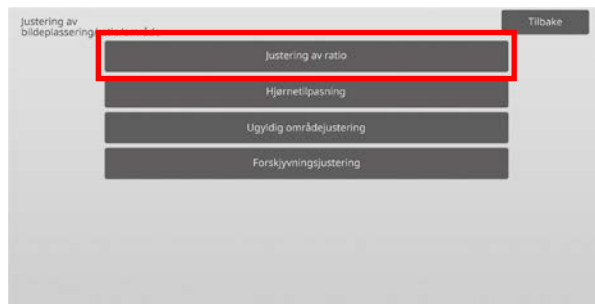 Justering av
Tilbake
bildeplassering
Justering av ratio
Hjørnetilpasning
Ugyldig områdejustering
Forskjyvningsjustering